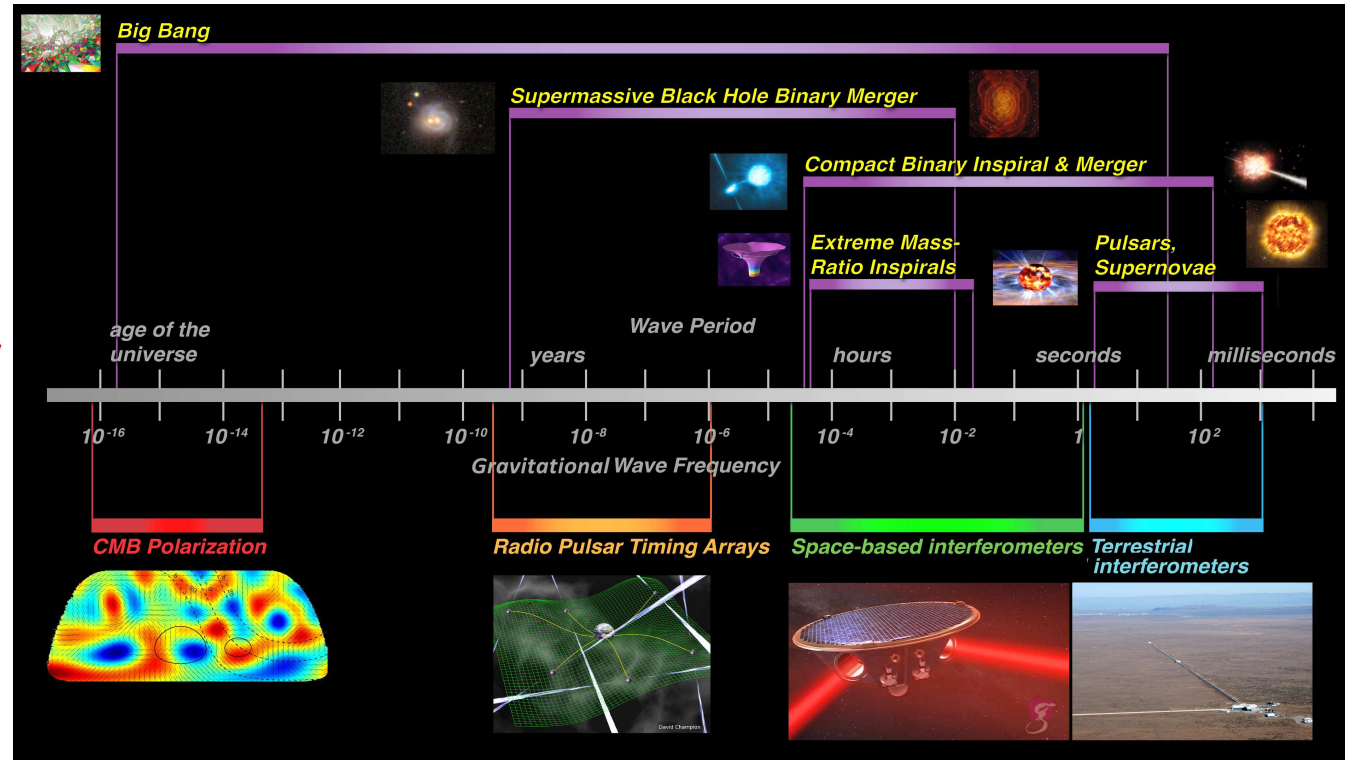 Big Bang
Supermassive Black Hole Binary Merger
Compact Binary Inspiral & Merger
Extreme Mass-
Ratio Inspirals
Pulsars,
Supernovae
Wave Period
age of the
universe
years
hours
seconds
milliseconds
10⁻¹⁶ 10⁻¹⁴ 10⁻¹² 10⁻¹⁰ 10⁻⁸ 10⁻⁶ 10⁻⁴ 10⁻² 1 10²
Gravitational Wave Frequency
CMB Polarization
Radio Pulsar Timing Arrays
Space-based interferometers
Terrestrial
interferometers
David Champion